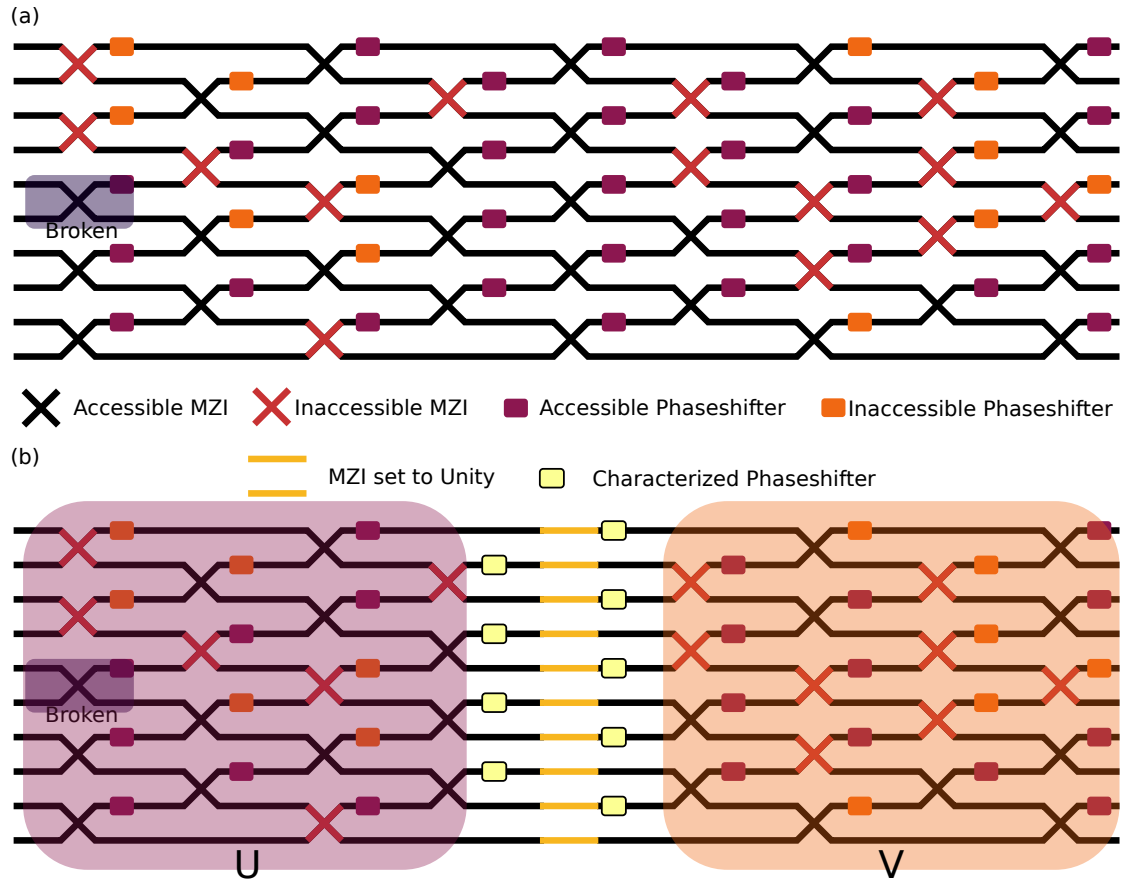 (a)
Broken
Accessible MZI Inaccessible MZI Accessible Phaseshifter Inaccessible Phaseshifter
(b)
MZI set to Unity Characterized Phaseshifter
Broken
U V